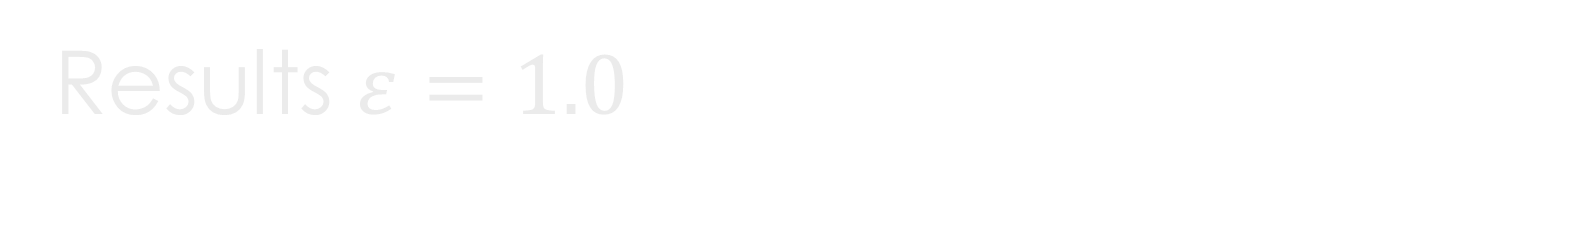 Results ε = 1.0